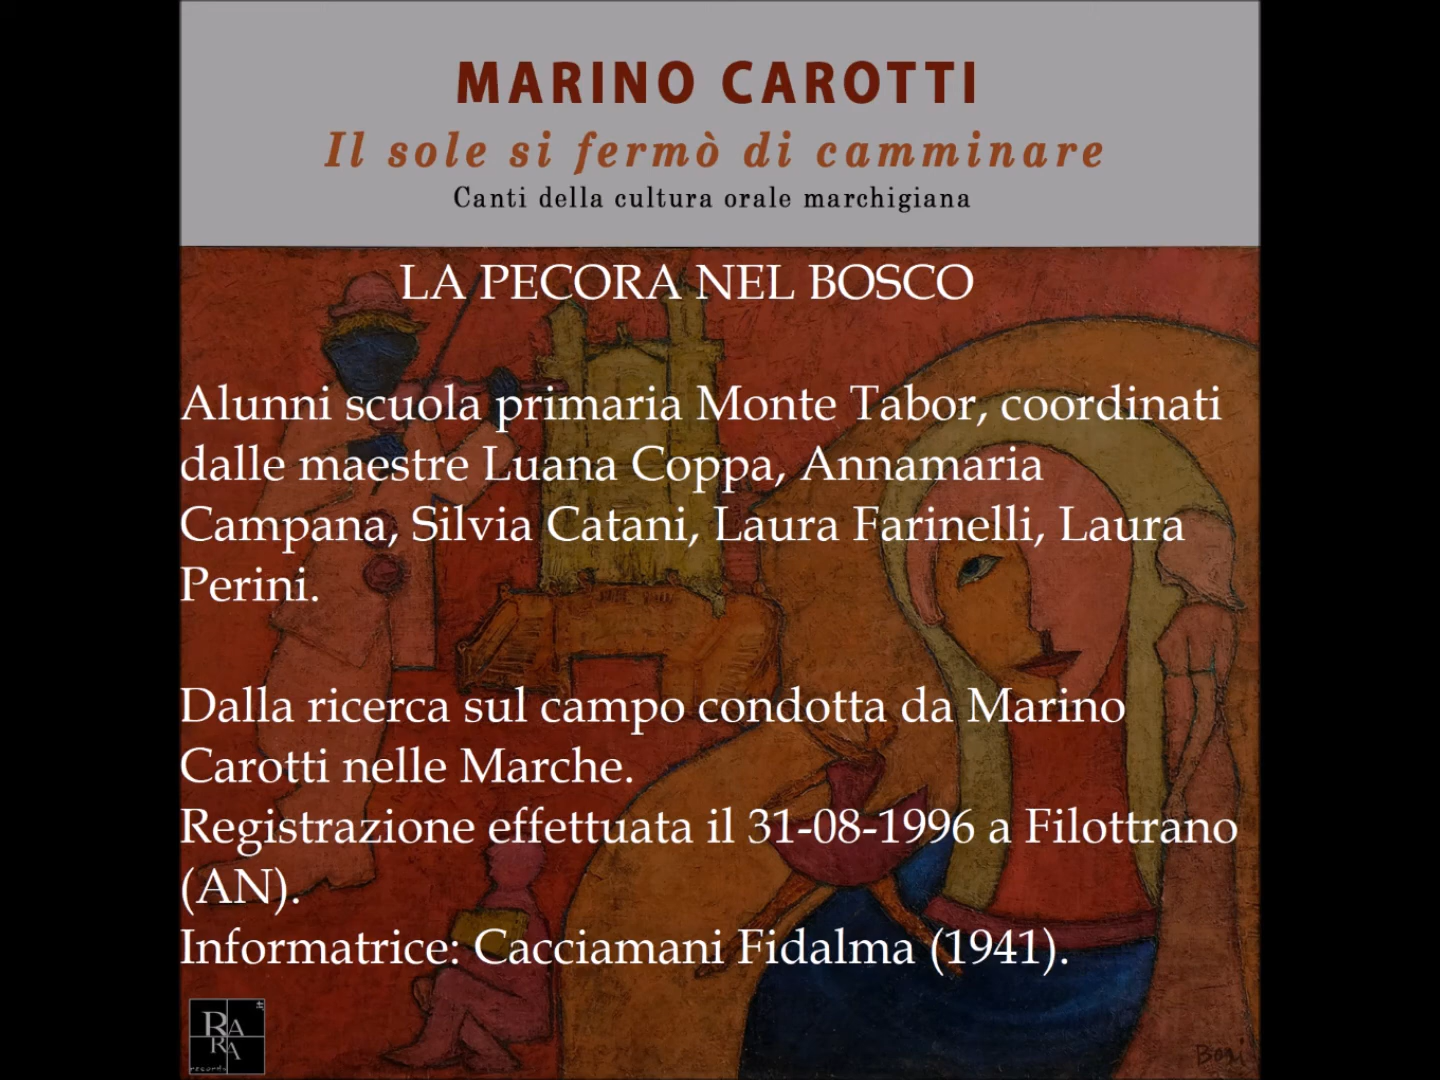 MARINO CAROTTI
Il sole si fermò di camminare
Canti della cultura orale marchigiana
LA PECORA NEL BOSCO
Alunni scuola primaria Monte Tabor, coordinati
dalle maestre Luana Coppa, Annamaria
Campana, Silvia Catani, Laura Farinelli, Laura
Perini.
Dalla ricerca sul campo condotta da Marino
Carotti nelle Marche.
Registrazione effettuata il 31-08-1996 a Filottrano
(AN).
Informatrice: Cacciamani Fidalma (1941).
RA
RA
records